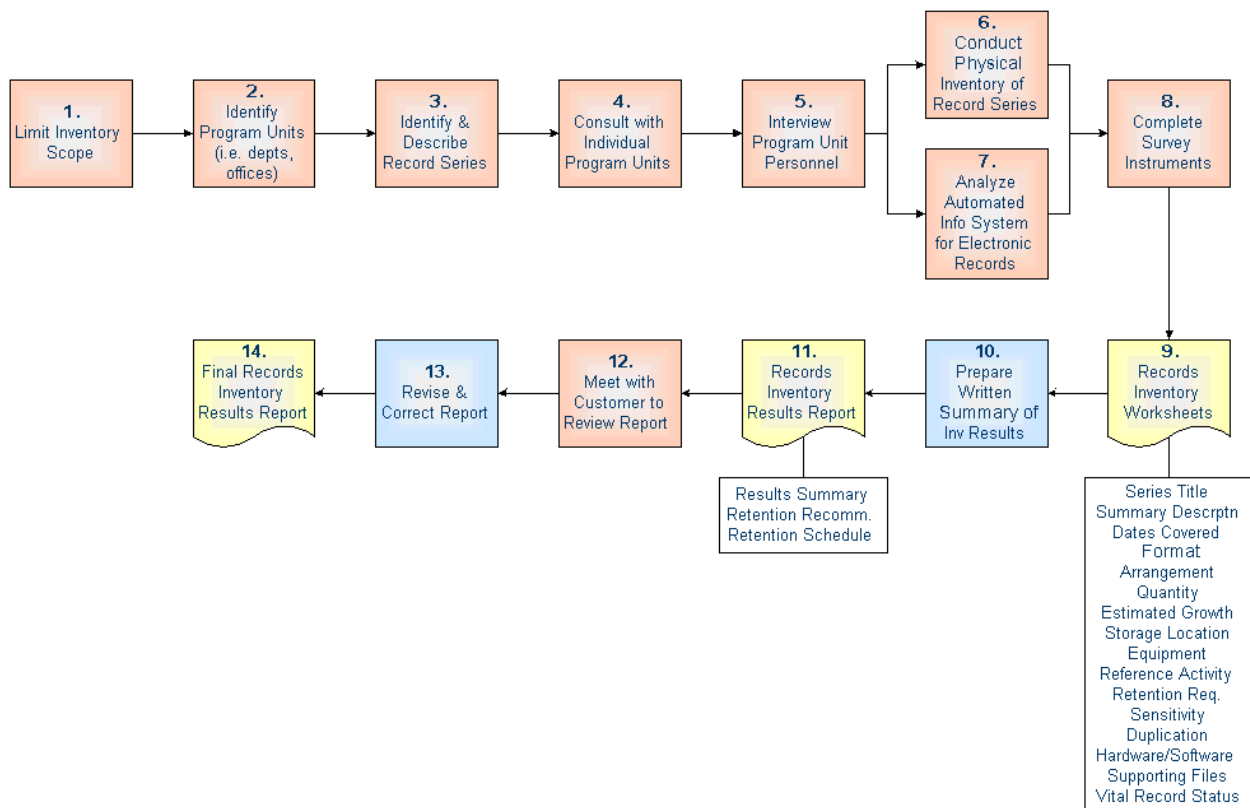 1.
Limit Inventory
Scope
2.
Identify
Program Units
(i.e. depts,
offices)
3.
Identify &
Describe
Record Series
4.
Consult with
Individual
Program Units
5.
Interview
Program Unit
Personnel
6.
Conduct
Physical
Inventory of
Record Series
7.
Analyze
Automated
Info System
for Electronic
Records
8.
Complete
Survey
Instruments
9.
Records
Inventory
Worksheets
Series Title
Summary Descrptn
Dates Covered
Format
Arrangement
Quantity
Estimated Growth
Storage Location
Equipment
Reference Activity
Retention Req.
Sensitivity
Duplication
Hardware/Software
Supporting Files
Vital Record Status
10.
Prepare
Written
Summary of
Inv Results
11.
Records
Inventory
Results Report
Results Summary
Retention Recomm.
Retention Schedule
12.
Meet with
Customer to
Review Report
13.
Revise &
Correct Report
14.
Final Records
Inventory
Results Report